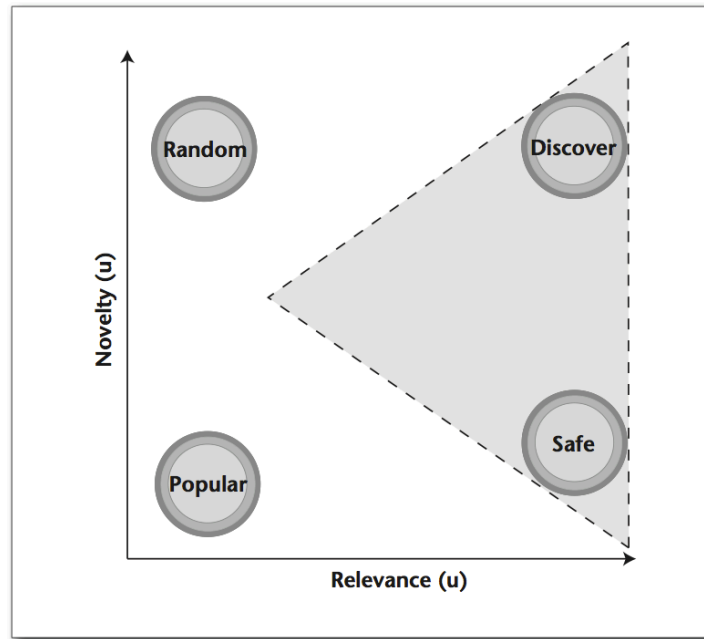 Random
Discover
Novelty (u)
Safe
Popular
Relevance (u)